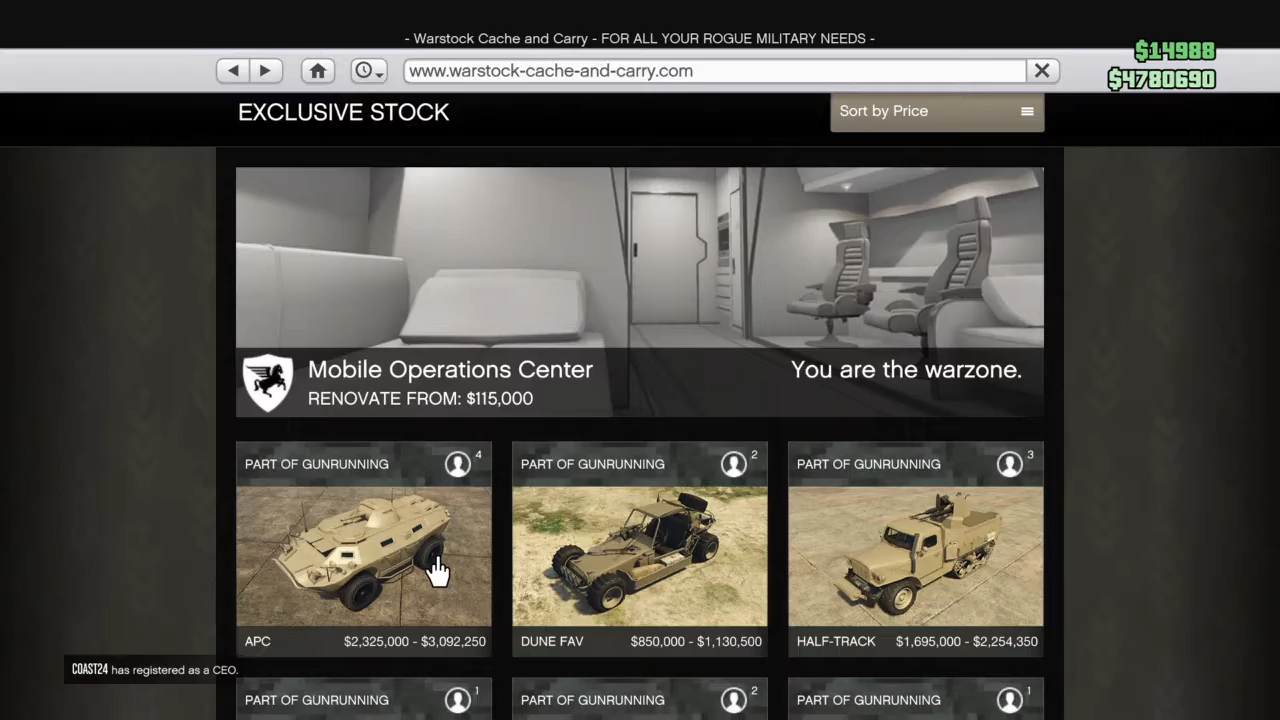 - Warstock Cache and Carry - FOR ALL YOUR ROGUE MILITARY NEEDS -
$14988
www.warstock-cache-and-carry.com
$4780690
EXCLUSIVE STOCK
Sort by Price
Mobile Operations Center
You are the warzone.
RENOVATE FROM: $115,000
PART OF GUNRUNNING 4
PART OF GUNRUNNING 2
PART OF GUNRUNNING 3
APC $2,325,000 - $3,092,250
DUNE FAV $850,000 - $1,130,500
HALF-TRACK $1,695,000 - $2,254,350
COAST24 has registered as a CEO.
PART OF GUNRUNNING 1
PART OF GUNRUNNING 2
PART OF GUNRUNNING 1